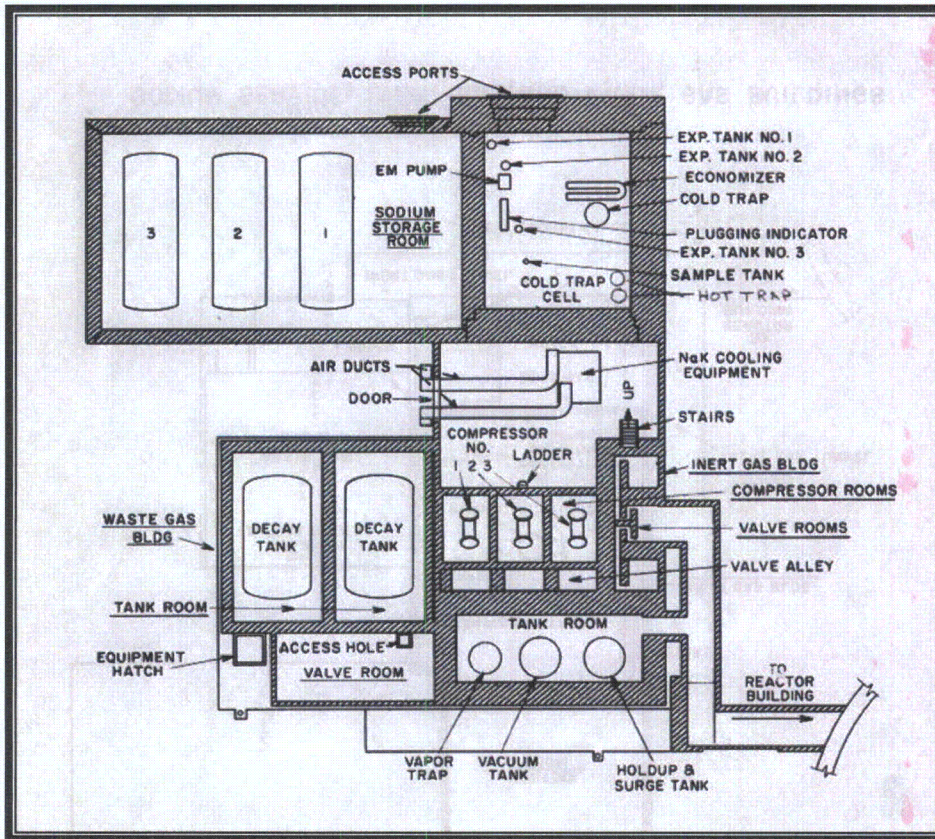 ACCESS PORTS
EXP. TANK NO. 1
EXP. TANK NO. 2
EM PUMP
ECONOMIZER
COLD TRAP
SODIUM
STORAGE
ROOM
3
2
1
PLUGGING INDICATOR
EXP. TANK NO. 3
SAMPLE TANK
COLD TRAP
CELL
HOT TRAP
AIR DUCTS
NaK COOLING
EQUIPMENT
DOOR
UP
STAIRS
COMPRESSOR
NO.
1 2 3
LADDER
INERT GAS BLDG
COMPRESSOR ROOMS
WASTE GAS
BLDG
DECAY
TANK
DECAY
TANK
VALVE ROOMS
VALVE ALLEY
TANK ROOM
TANK ROOM
EQUIPMENT
HATCH
ACCESS HOLE
VALVE ROOM
TO
REACTOR
BUILDING
VAPOR
TRAP
VACUUM
TANK
HOLDUP &
SURGE TANK